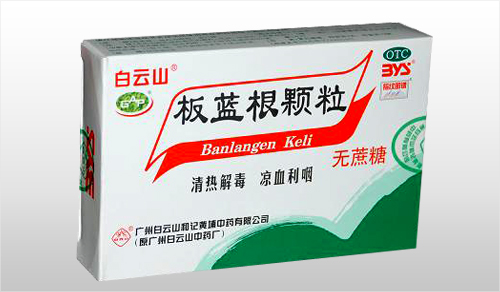 白云山®
OTC
BYS
GAP
板蓝根颗粒
Banlangen Keli
无蔗糖
清热解毒 凉血利咽
广州白云山和记黄埔中药有限公司
(原广州白云山中药厂)